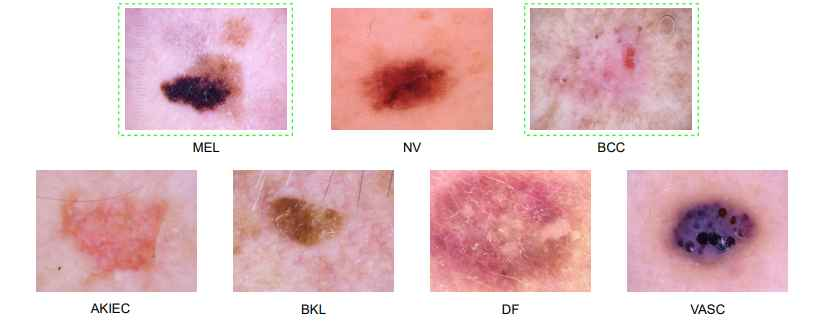 MEL NV BCC
AKIEC BKL DF VASC